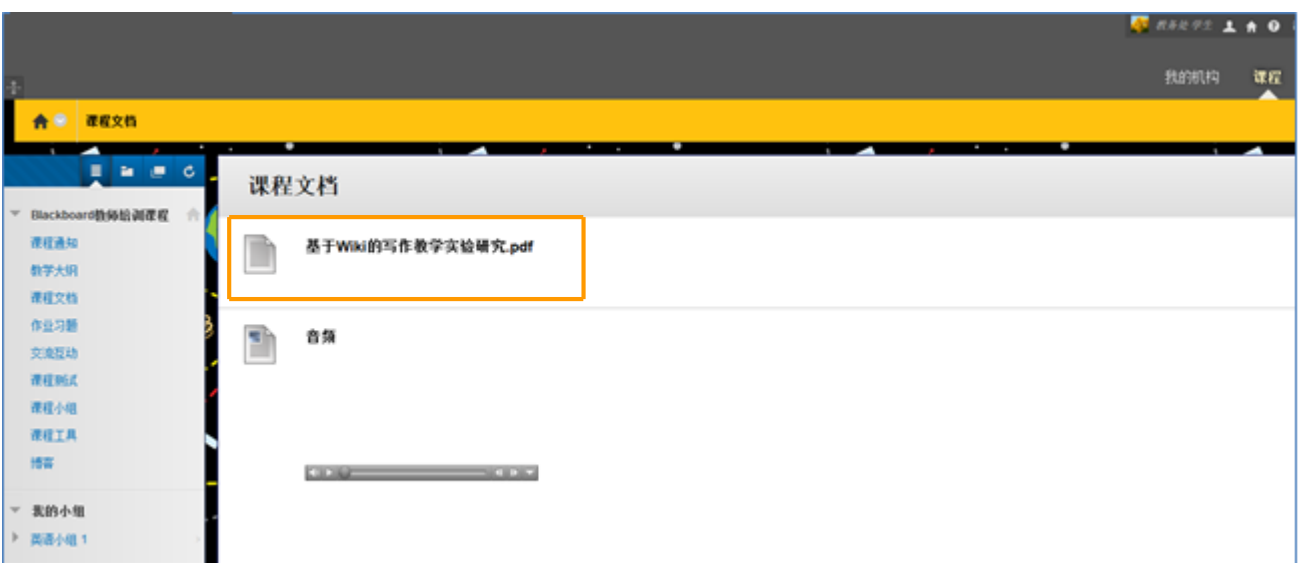 教务处 学生
我的机构 课程
课程文档
课程文档
Blackboard教师培训课程
课程通知
教学大纲
课程文档
作业习题
交流互动
课程测试
课程小组
课程工具
博客
我的小组
英语小组 1
基于Wiki的写作教学实验研究.pdf
音频